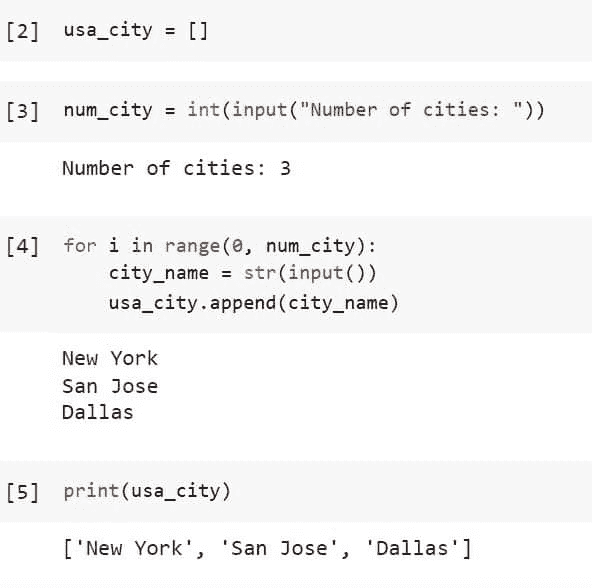 [2] usa_city = []
[3] num_city = int(input("Number of cities: "))
Number of cities: 3
[4] for i in range(0, num_city):
city_name = str(input())
usa_city.append(city_name)
New York
San Jose
Dallas
[5] print(usa_city)
['New York', 'San Jose', 'Dallas']